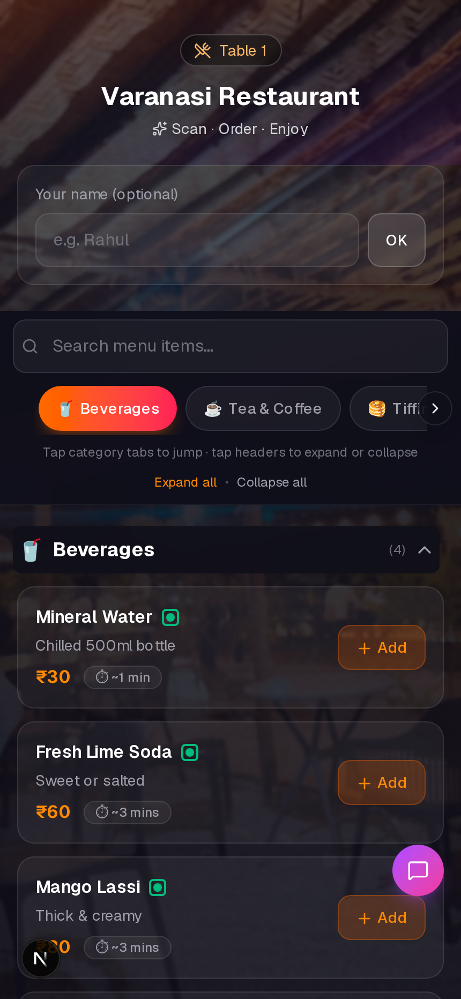 Table 1
Varanasi Restaurant
Scan · Order · Enjoy
Your name (optional)
e.g. Rahul
OK
Search menu items...
Beverages
Tea & Coffee
Tiffin
Tap category tabs to jump · tap headers to expand or collapse
Expand all · Collapse all
Beverages
(4)
Mineral Water
Chilled 500ml bottle
+ Add
₹30
~1 min
Fresh Lime Soda
Sweet or salted
+ Add
₹60
~3 mins
Mango Lassi
Thick & creamy
+ Add
₹80
~3 mins
N